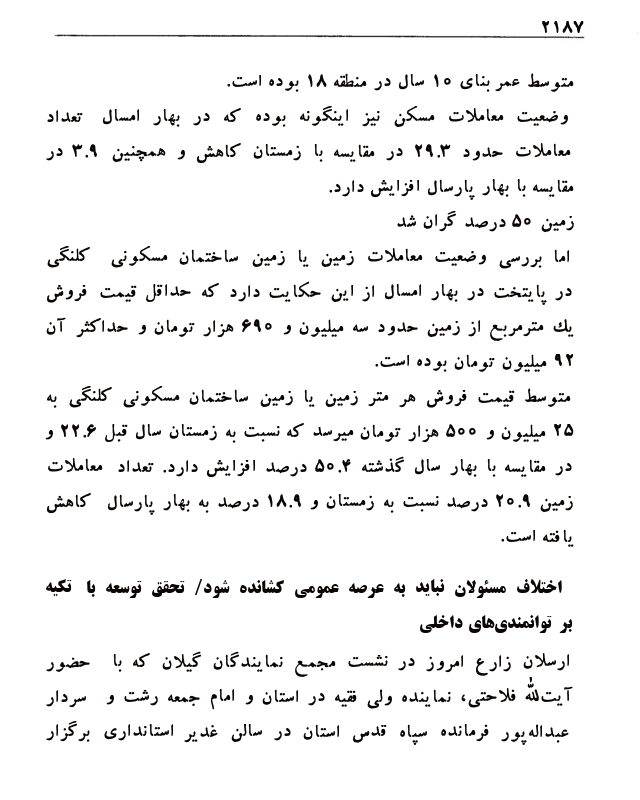 ۲۱۸۷
متوسط عمر بنای ۱۰ سال در منطقه ۱۸ بوده است.
وضعیت معاملات مسکن نیز اینگونه بوده که در بهار امسال تعداد
معاملات حدود ۲۹.۳ در مقایسه با زمستان کاهش و همچنین ۳.۹ در
مقایسه با بهار پارسال افزایش دارد.
زمین ۵۰ درصد گران شد
اما بررسی وضعیت معاملات زمین یا زمین ساختمان مسکونی کلنگی
در پایتخت در بهار امسال از این حکایت دارد که حداقل قیمت فروش
یك مترمربع از زمین حدود سه میلیون و ۶۹۰ هزار تومان و حداکثر آن
۹۲ میلیون تومان بوده است.
متوسط قیمت فروش هر متر زمین یا زمین ساختمان مسکونی کلنگی به
۲۵ میلیون و ۵۰۰ هزار تومان میرسد که نسبت به زمستان سال قبل ۲۲.۶ و
در مقایسه با بهار سال گذشته ۵۰.۴ درصد افزایش دارد. تعداد معاملات
زمین ۲۰.۹ درصد نسبت به زمستان و ۱۸.۹ درصد به بهار پارسال کاهش
یافته است.
اختلاف مسئولان نباید به عرصه عمومی کشانده شود/ تحقق توسعه با تکیه
بر توانمندی‌های داخلی
ارسلان زارع امروز در نشست مجمع نمایندگان گیلان که با حضور
آیت‌الله فلاحتی، نماینده ولی فقیه در استان و امام جمعه رشت و سردار
عبداله‌پور فرمانده سپاه قدس استان در سالن غدیر استانداری برگزار